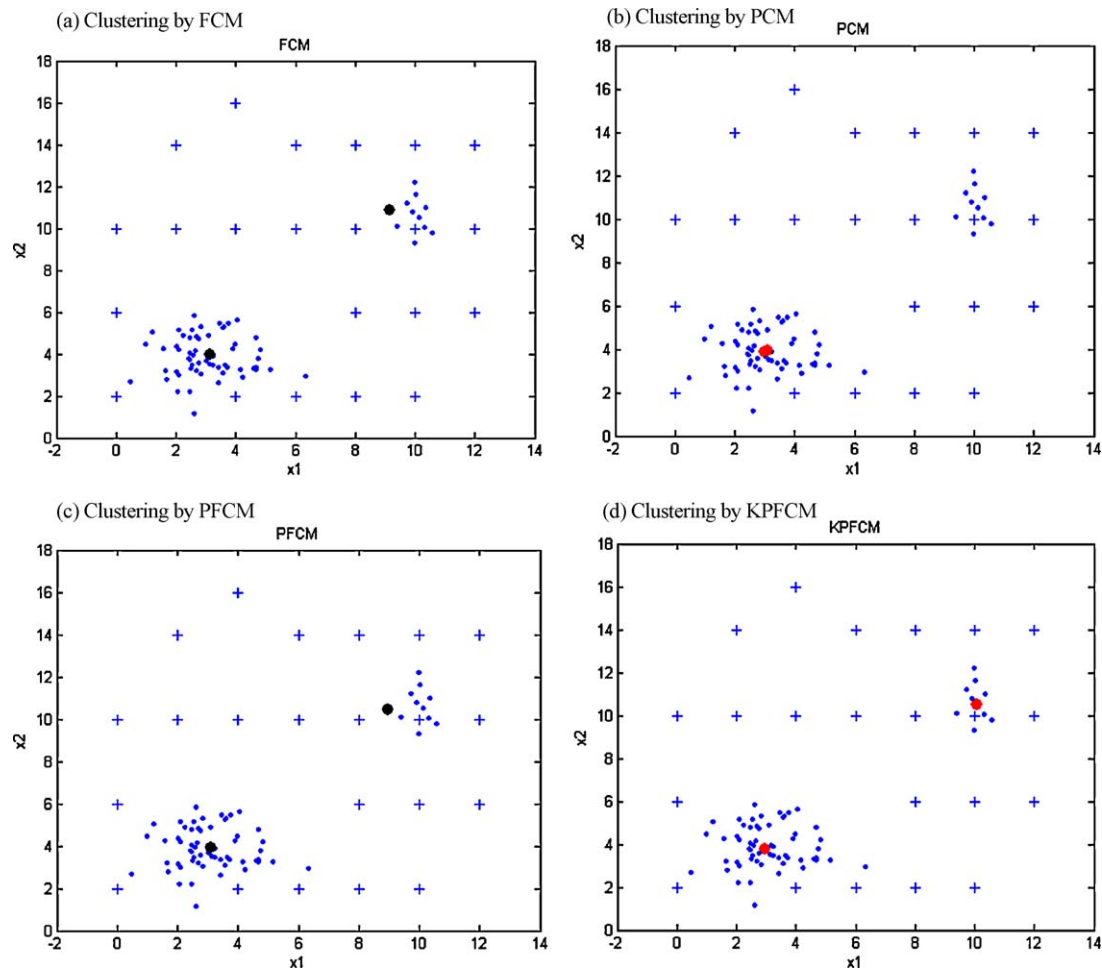 (a) Clustering by FCM
FCM
18
16
14
12
10
8
6
4
2
0
-2 0 2 4 6 8 10 12 14
x2
x1
(b) Clustering by PCM
PCM
18
16
14
12
10
8
6
4
2
0
-2 0 2 4 6 8 10 12 14
x2
x1
(c) Clustering by PFCM
PFCM
18
16
14
12
10
8
6
4
2
0
-2 0 2 4 6 8 10 12 14
x2
x1
(d) Clustering by KPFCM
KPFCM
18
16
14
12
10
8
6
4
2
0
-2 0 2 4 6 8 10 12 14
x2
x1